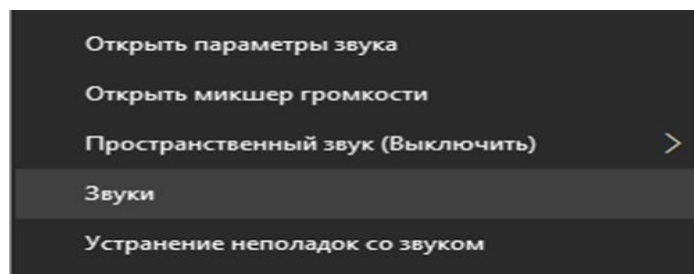 Открыть параметры звука
Открыть микшер громкости
Пространственный звук (Выключить)
Звуки
Устранение неполадок со звуком